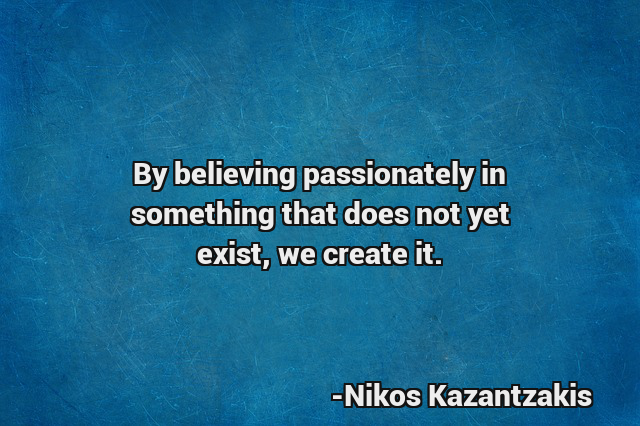 By believing passionately in
something that does not yet
exist, we create it.
-Nikos Kazantzakis